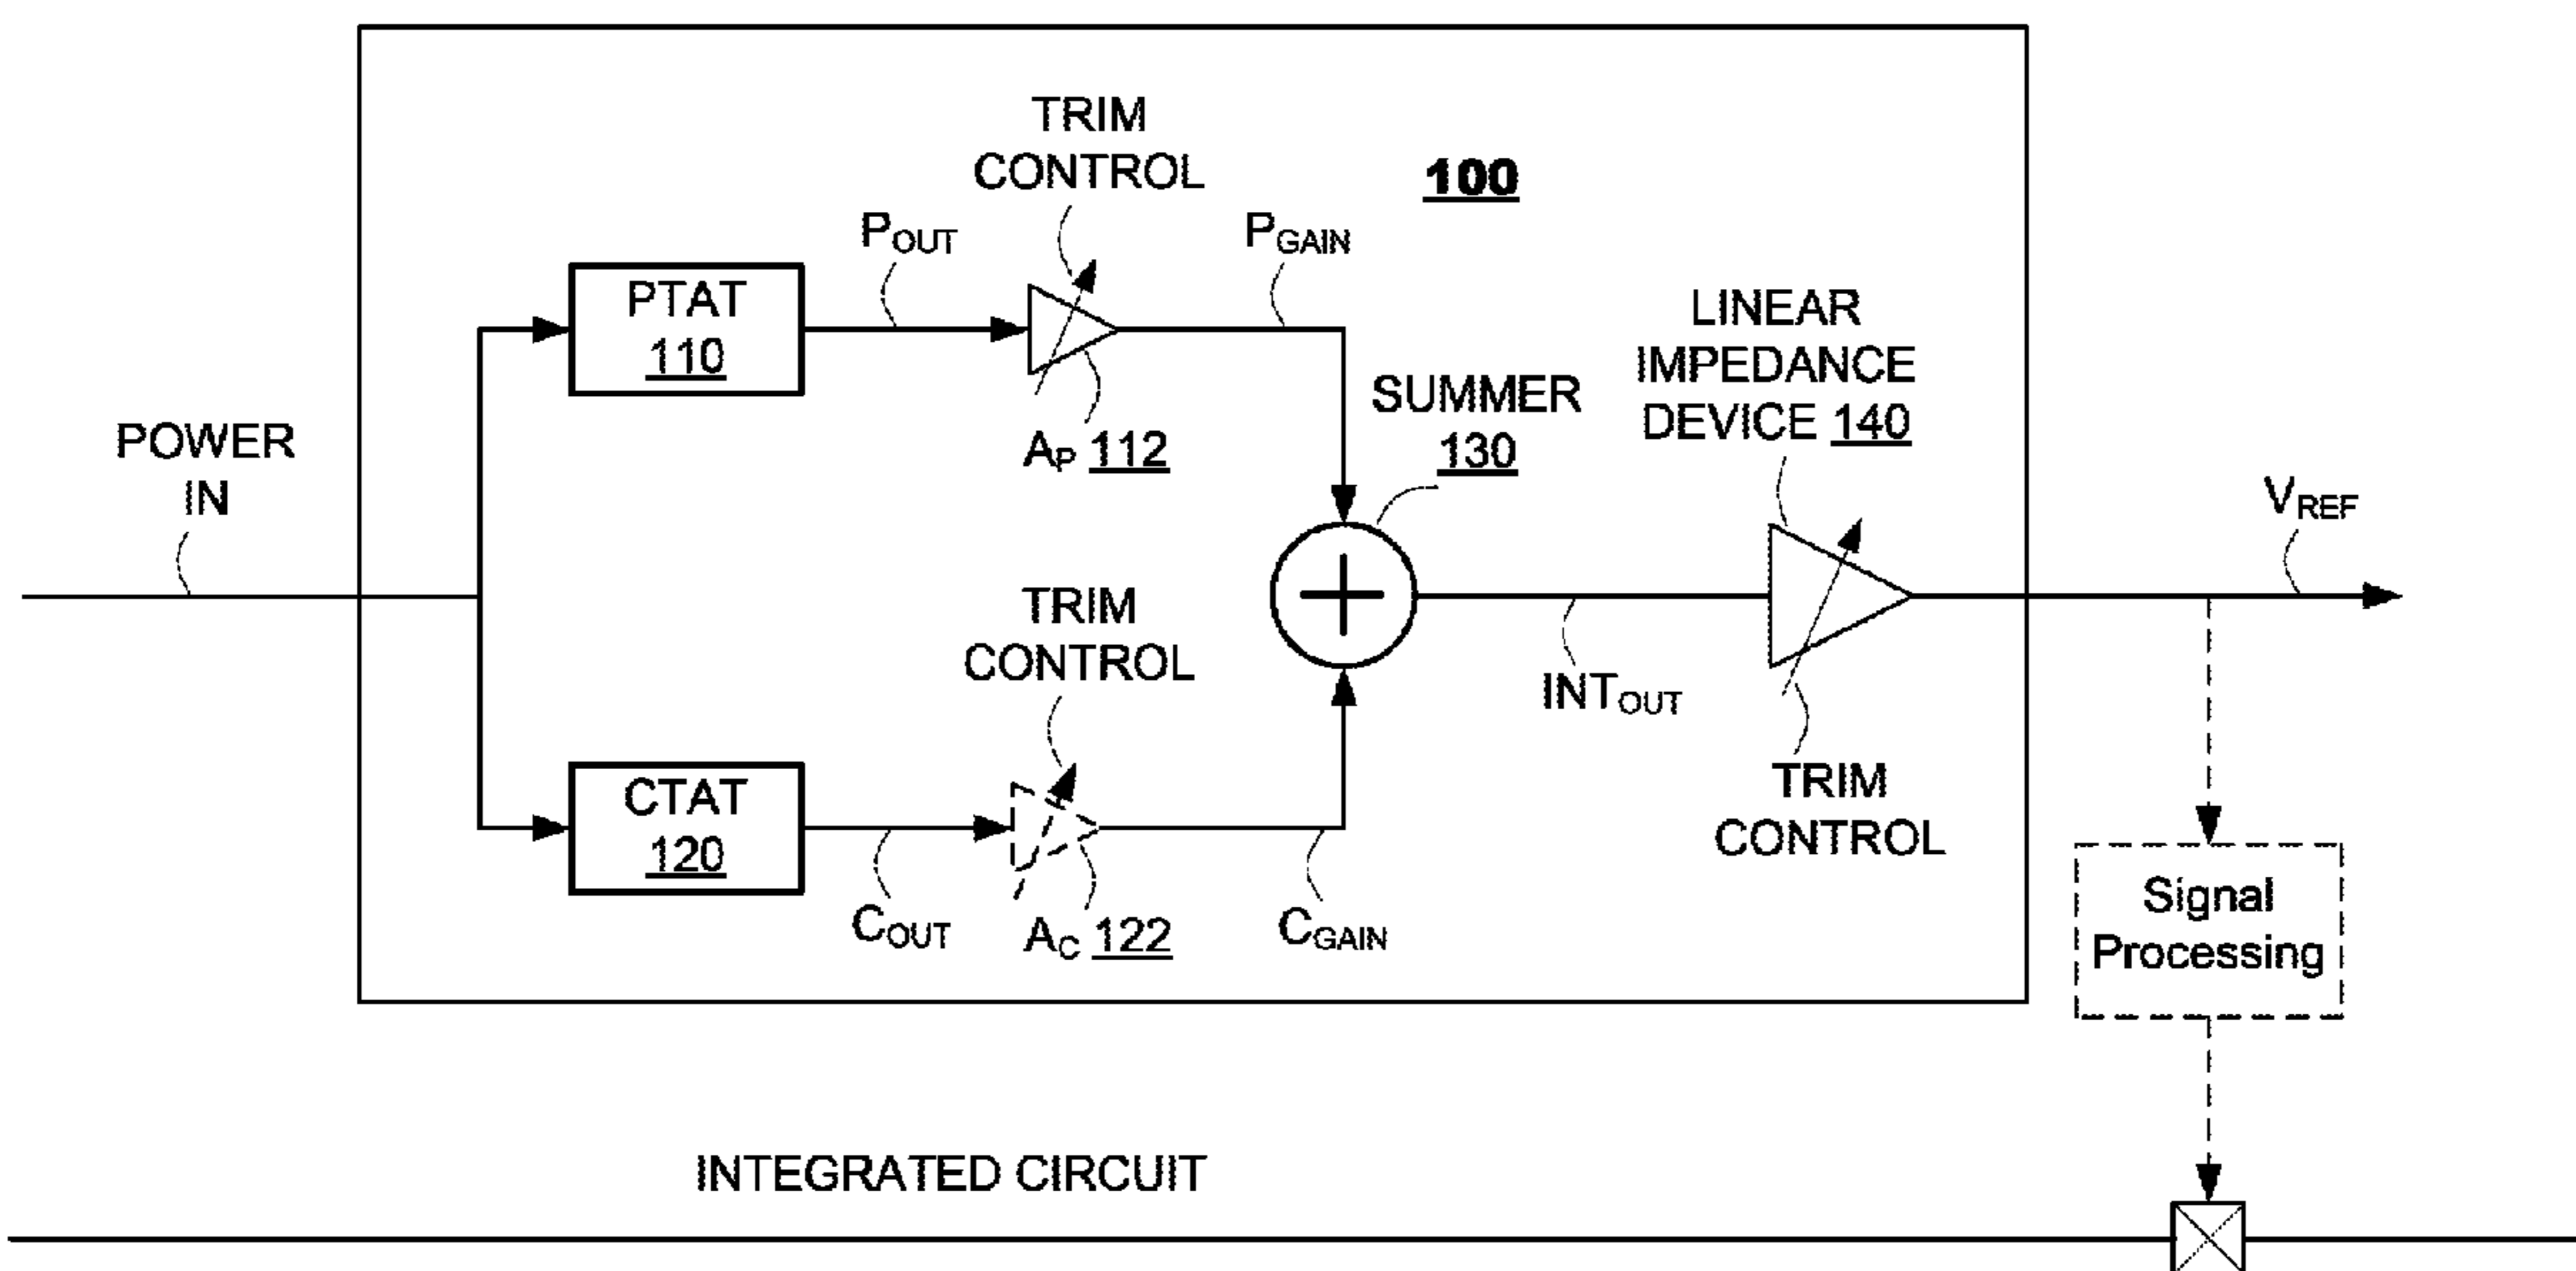 TRIM
CONTROL
100
POUT
PGAIN
PTAT
110
LINEAR
IMPEDANCE
DEVICE 140
SUMMER
130
AP 112
POWER
IN
VREF
TRIM
CONTROL
INTOUT
CTAT
120
TRIM
CONTROL
COUT
AC 122
CGAIN
Signal
Processing
INTEGRATED CIRCUIT